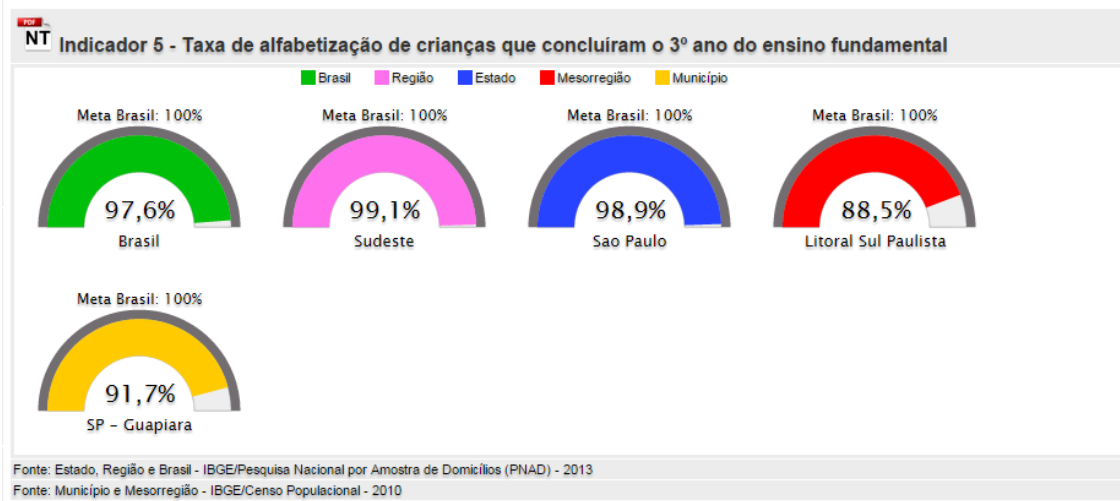 PDF
NT
Indicador 5 - Taxa de alfabetização de crianças que concluíram o 3º ano do ensino fundamental
Brasil Região Estado Mesorregião Município
Meta Brasil: 100% Meta Brasil: 100% Meta Brasil: 100% Meta Brasil: 100%
97,6% 99,1% 98,9% 88,5%
Brasil Sudeste Sao Paulo Litoral Sul Paulista
Meta Brasil: 100%
91,7%
SP - Guapiara
Fonte: Estado, Região e Brasil - IBGE/Pesquisa Nacional por Amostra de Domicílios (PNAD) - 2013
Fonte: Município e Mesorregião - IBGE/Censo Populacional - 2010